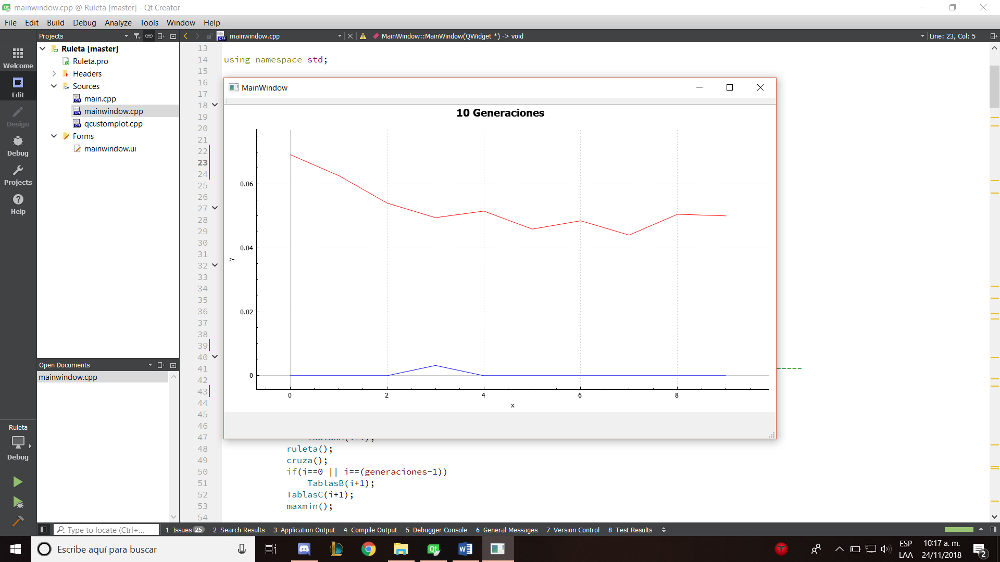 mainwindow.cpp @ Ruleta [master] - Qt Creator
File Edit Build Debug Analyze Tools Window Help
Projects
mainwindow.cpp
MainWindow::MainWindow(QWidget *) -> void
Line: 23, Col: 5
Welcome
Edit
Design
Debug
Projects
Help
Ruleta [master]
Ruleta.pro
Headers
Sources
main.cpp
mainwindow.cpp
qcustomplot.cpp
Forms
mainwindow.ui
Open Documents
mainwindow.cpp
Ruleta
Debug
13
14 using namespace std;
15
16
17
18
19
20
21
22
23
24
25
26
27
28
29
30
31
32
33
34
35
36
37
38
39
40
41 -----
42
43
44
45
46
47
48 ruleta();
49 cruza();
50 if(i==0 || i==(generaciones-1))
51 TablasB(i+1);
52 TablasC(i+1);
53 maxmin();
54
MainWindow
10 Generaciones
0.06
0.04
0.02
0
y
0 2 4 6 8
x
Type to locate (Ctrl+...
1 Issues 25 2 Search Results 3 Application Output 4 Compile Output 5 Debugger Console 6 General Messages 7 Version Control 8 Test Results
Escribe aquí para buscar
ESP
LAA
10:17 a. m.
24/11/2018
2